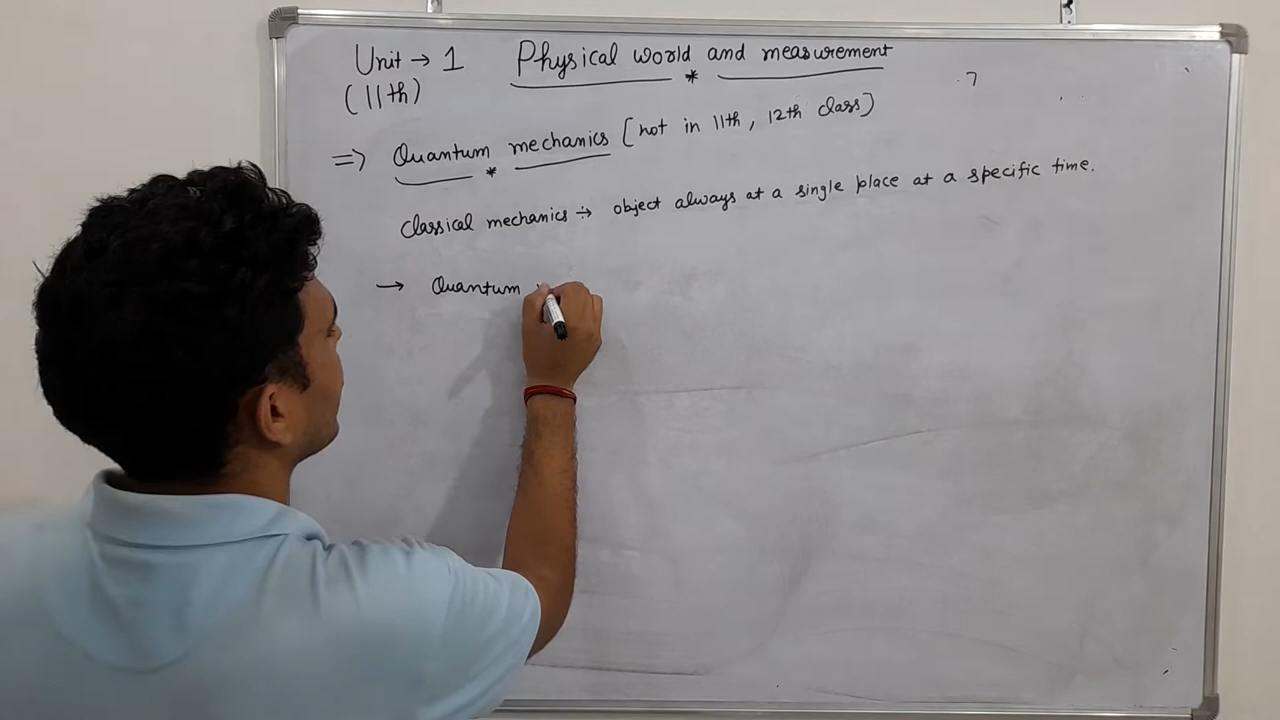 Unit → 1 Physical world and measurement
(11th)
=> Quantum * mechanics [not in 11th, 12th class)
Classical mechanics → object always at a single place at a specific time.
→ Quantum